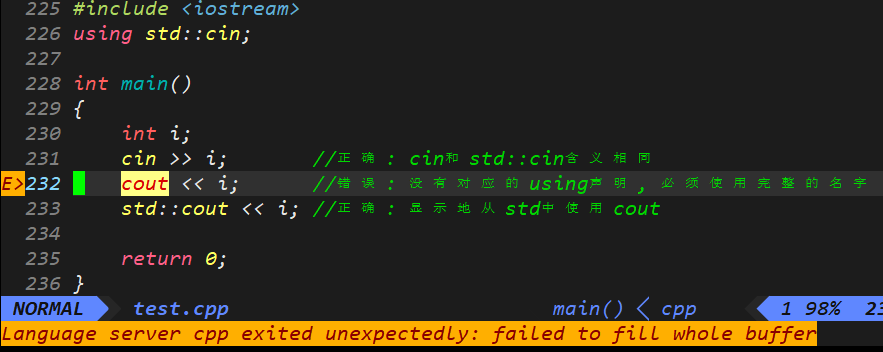 225 #include <iostream>
226 using std::cin;
227
228 int main()
229 {
230     int i;
231     cin >> i;       //正确: cin和std::cin含义相同
E>232     cout << i;      //错误: 没有对应的using声明, 必须使用完整的名字
233     std::cout << i; //正确: 显示地从std中使用cout
234
235     return 0;
236 }
NORMAL test.cpp main() < cpp 1 98% 23
Language server cpp exited unexpectedly: failed to fill whole buffer